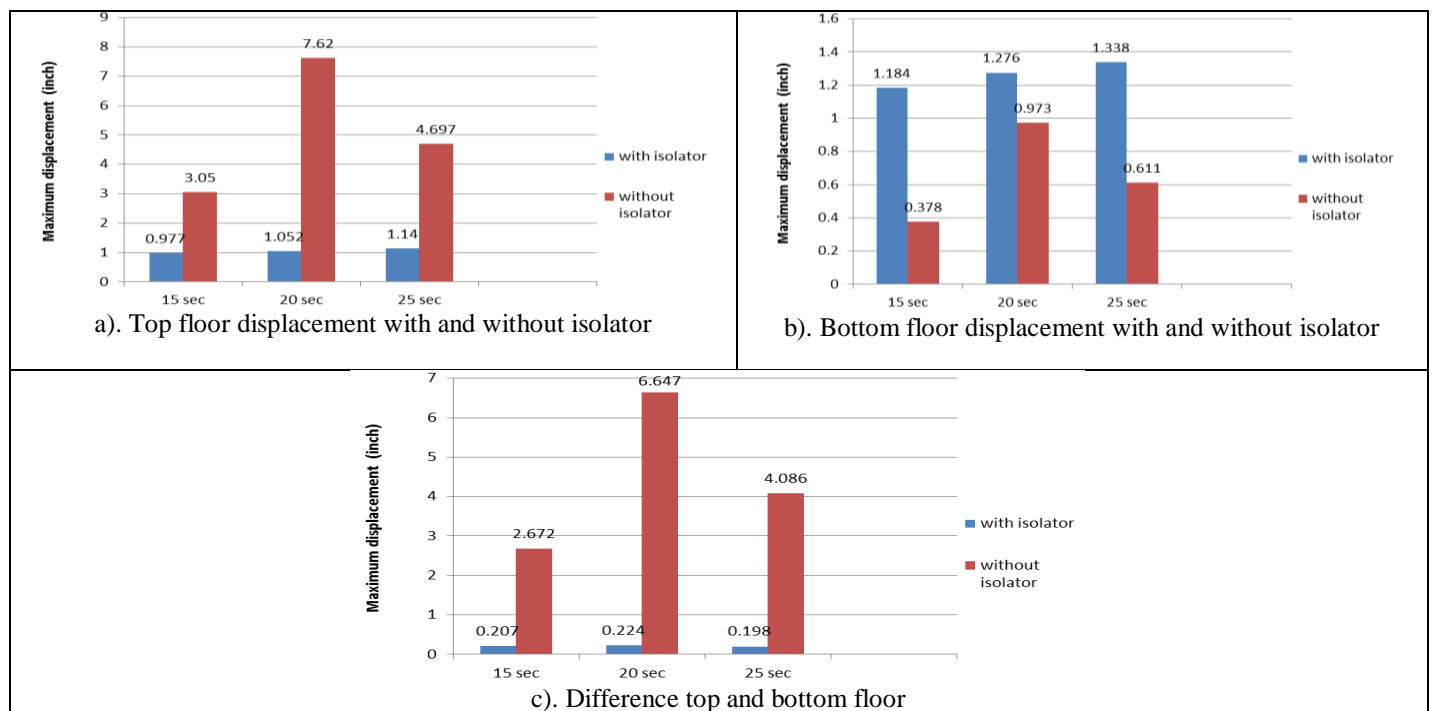 9
8
7
6
5
4
3
2
1
0
Maximum displacement (inch)
7.62
4.697
3.05
0.977
1.052
1.14
15 sec
20 sec
25 sec
with isolator
without
isolator
a). Top floor displacement with and without isolator
1.6
1.4
1.2
1
0.8
0.6
0.4
0.2
0
Maximum displacement (inch)
1.184
1.276
1.338
0.973
0.611
0.378
15 sec
20 sec
25 sec
with isolator
without
isolator
b). Bottom floor displacement with and without isolator
7
6
5
4
3
2
1
0
Maximum displacement (inch)
6.647
4.086
2.672
0.207
0.224
0.198
15 sec
20 sec
25 sec
with isolator
without
isolator
c). Difference top and bottom floor